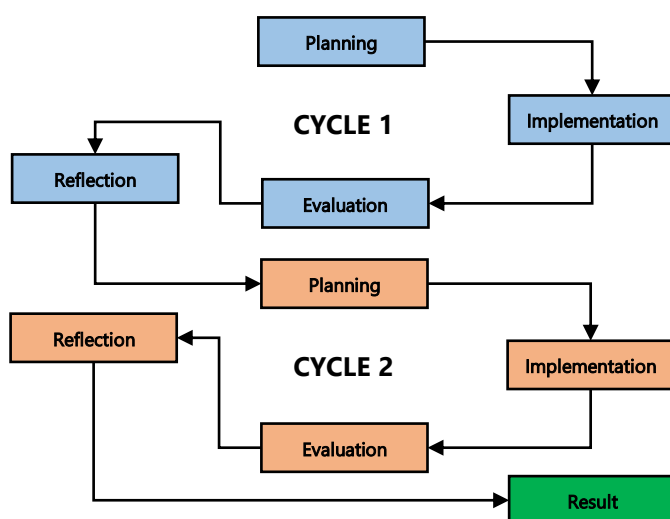 Planning
CYCLE 1
Implementation
Reflection
Evaluation
Planning
Reflection
CYCLE 2
Implementation
Evaluation
Result